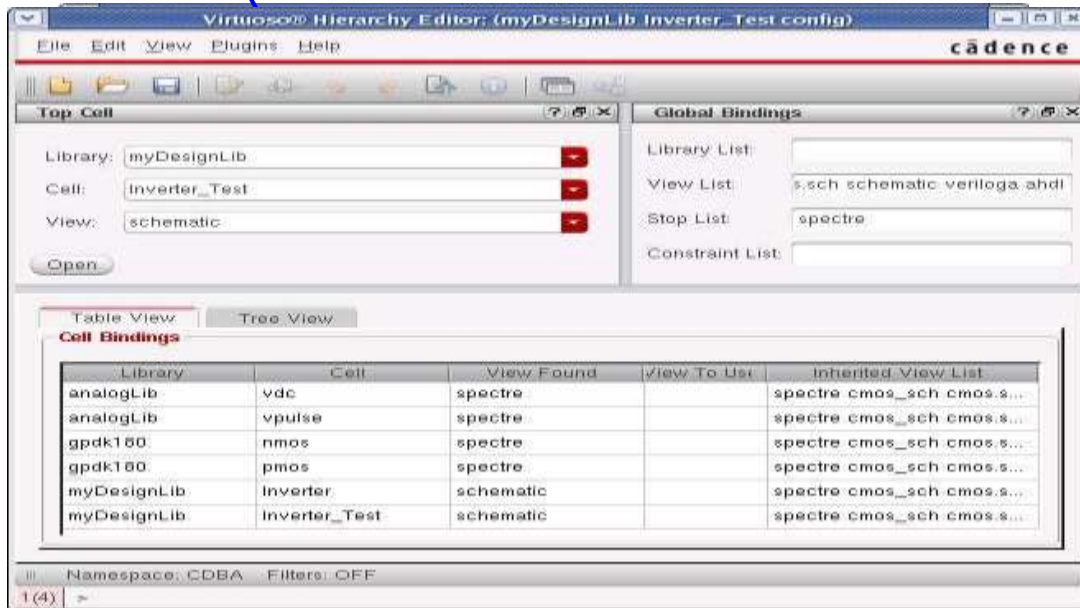 Virtuoso® Hierarchy Editor: (myDesignLib Inverter_Test config)
File Edit View Plugins Help
cādence
Top Cell
Library: myDesignLib
Cell: Inverter_Test
View: schematic
Open
Global Bindings
Library List:
View List: s.sch schematic veriloga ahdl
Stop List: spectre
Constraint List:
Table View Tree View
Cell Bindings
Library Cell View Found View To Use Inherited View List
analogLib vdc spectre spectre cmos_sch cmos.s...
analogLib vpulse spectre spectre cmos_sch cmos.s...
gpdk180 nmos spectre spectre cmos_sch cmos.s...
gpdk180 pmos spectre spectre cmos_sch cmos.s...
myDesignLib Inverter schematic spectre cmos_sch cmos.s...
myDesignLib Inverter_Test schematic spectre cmos_sch cmos.s...
Namespace: CDBA Filters: OFF
1(4) >